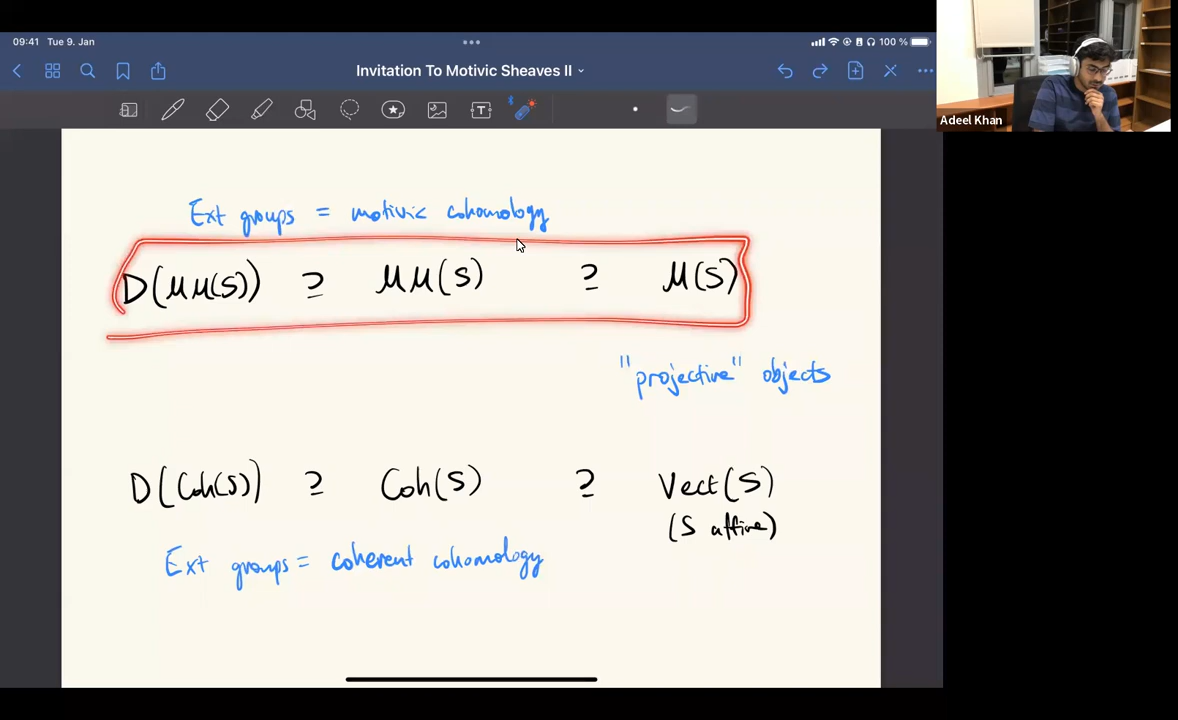 09:41 Tue 9. Jan
100 %
Invitation To Motivic Sheaves II
Adeel Khan
Ext groups = motivic cohomology
D(MM(S)) ? MM(S) ? M(S)
"projective" objects
D(Coh(S)) ? Coh(S) ? Vect(S)
(S affine)
Ext groups = coherent cohomology